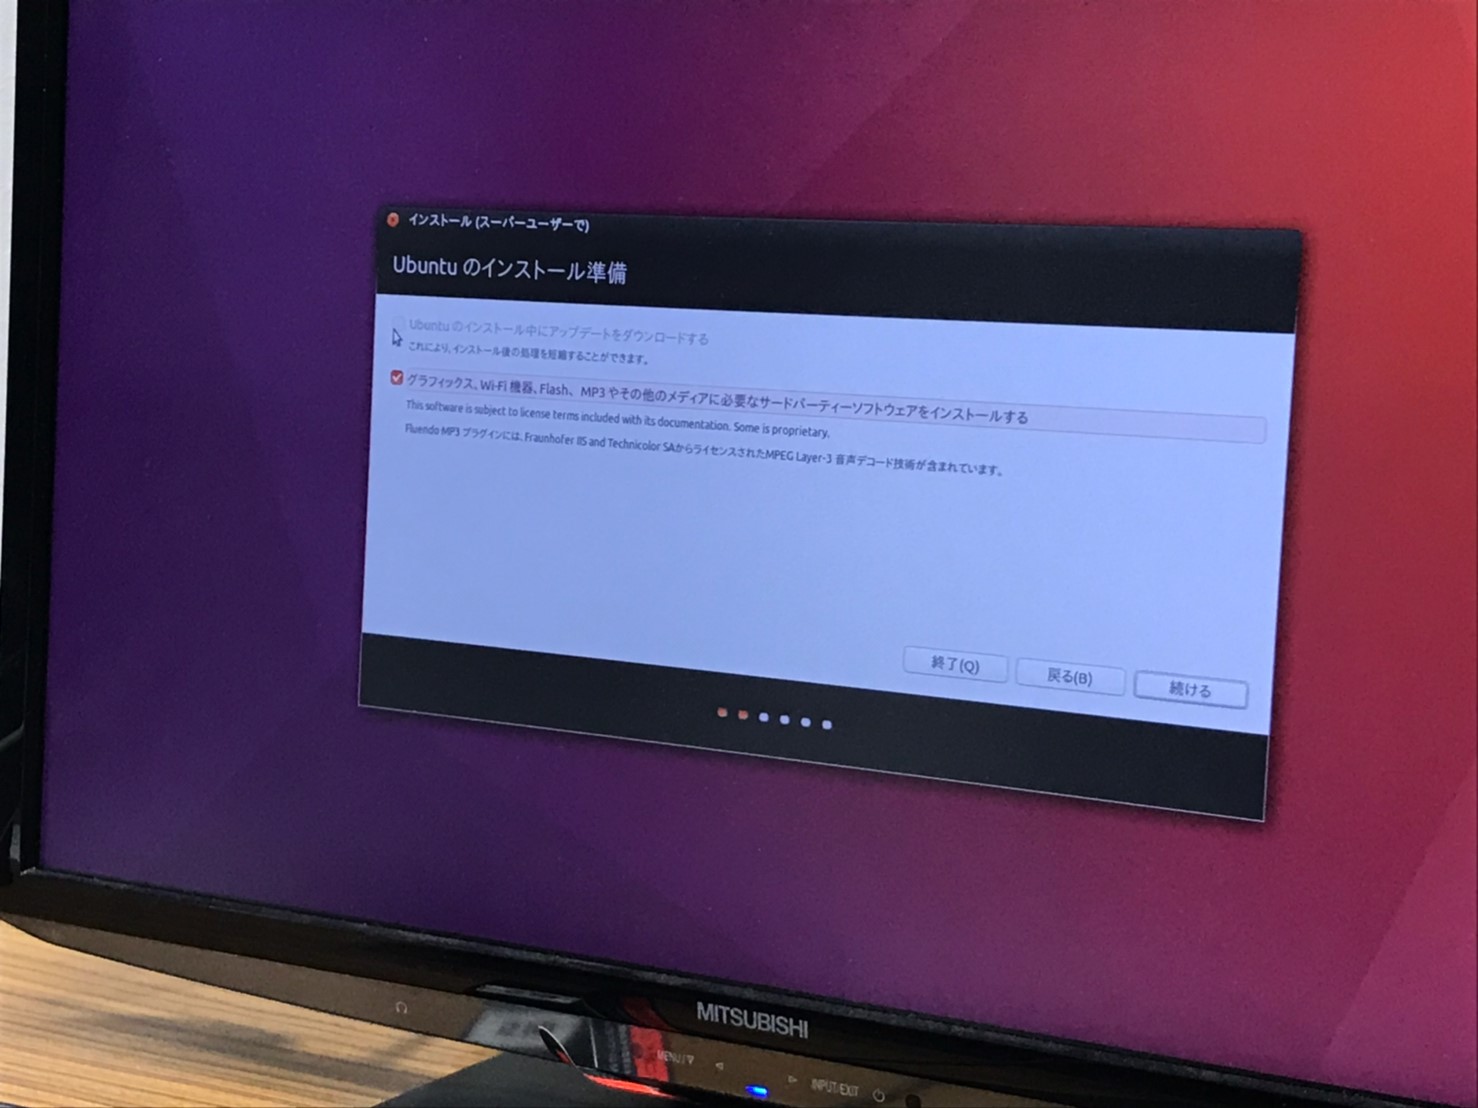 インストール (スーパーユーザーで)
Ubuntu のインストール準備
Ubuntu のインストール中にアップデートをダウンロードする
これにより、インストール後の処理を短縮することができます。
グラフィックス、Wi-Fi 機器、Flash、MP3 やその他のメディアに必要なサードパーティーソフトウェアをインストールする
This software is subject to license terms included with its documentation. Some is proprietary.
Fluendo MP3 プラグインには、Fraunhofer IIS and Technicolor SAからライセンスされたMPEG Layer-3 音声デコード技術が含まれています。
終了(Q) 戻る(B) 続ける
MITSUBISHI
MENU/▽ ◁ ▷ INPUT/EXIT